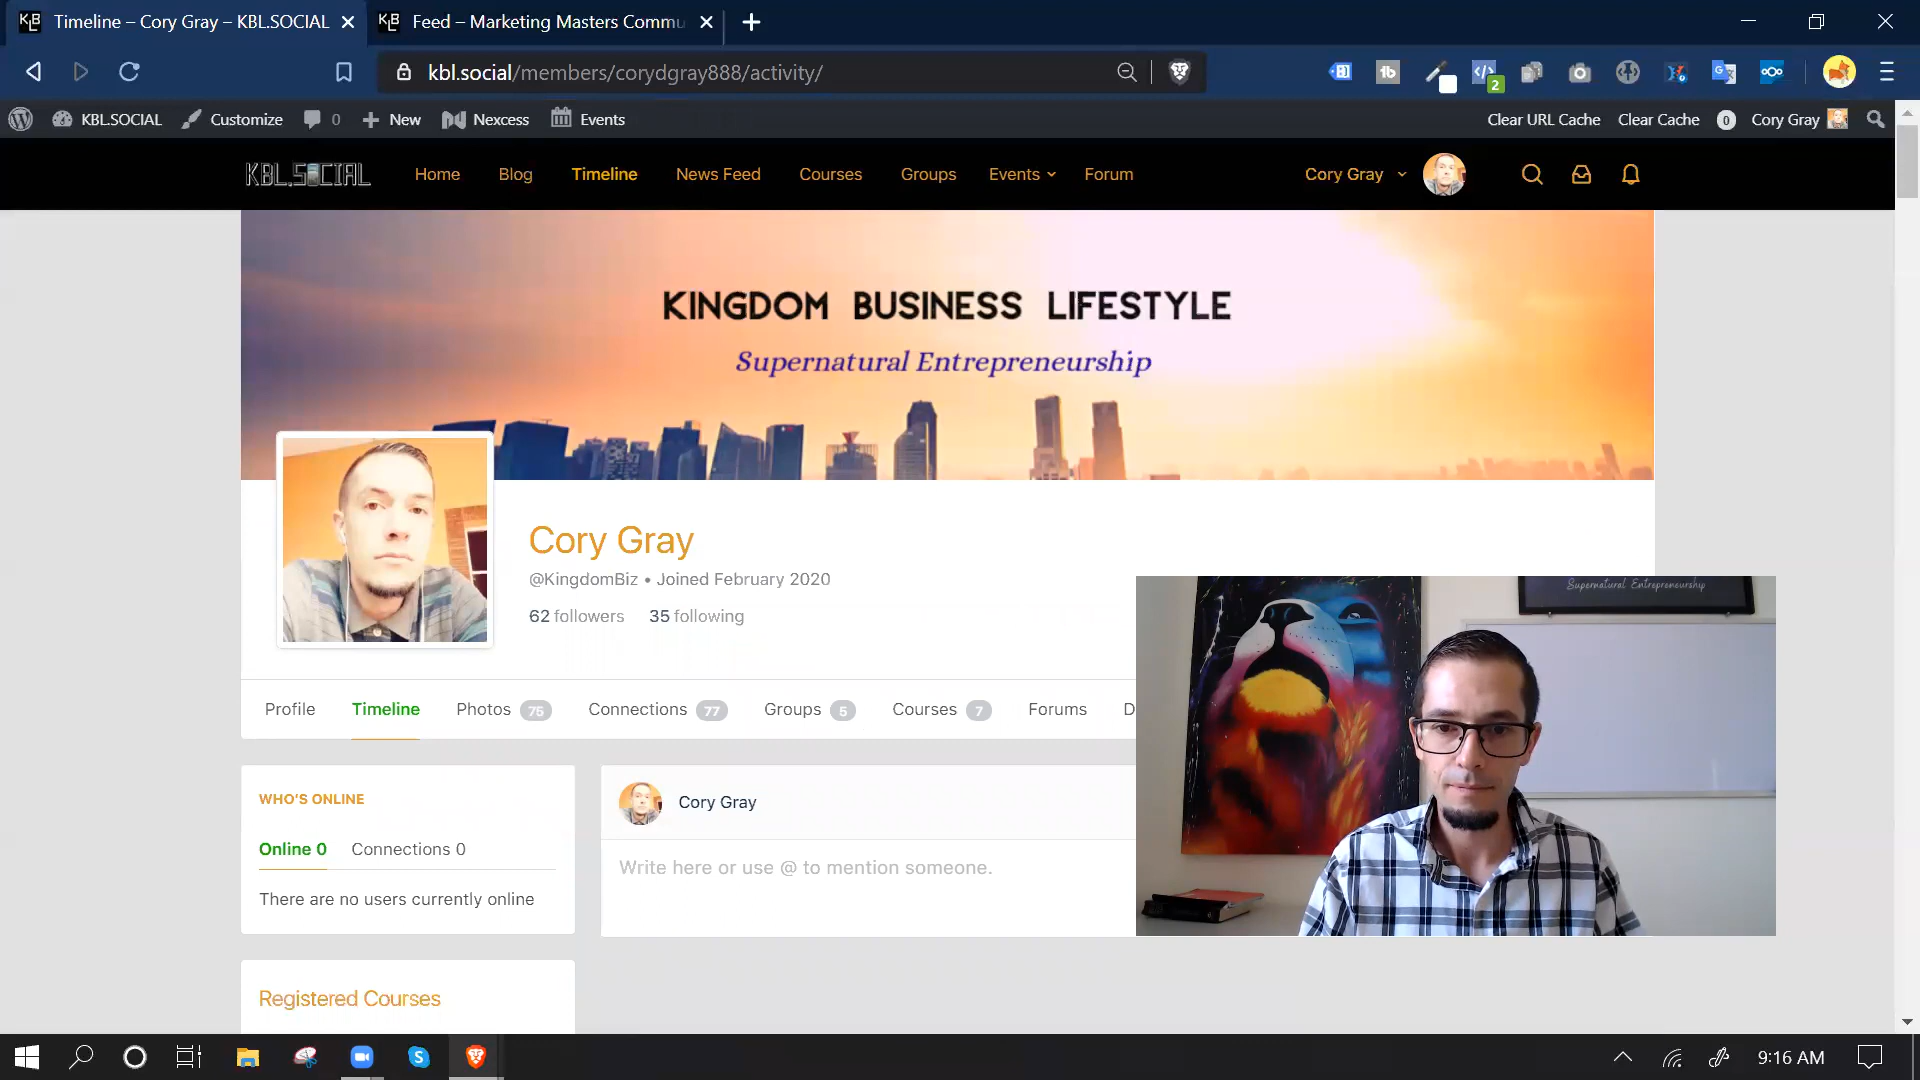 Timeline – Cory Gray – KBL.SOCIAL
Feed – Marketing Masters Commu
kbl.social/members/corydgray888/activity/
2
KBL.SOCIAL
Customize
0
New
Nexcess
Events
Clear URL Cache
Clear Cache
0
Cory Gray
KBL.SOCIAL
Home
Blog
Timeline
News Feed
Courses
Groups
Events
Forum
Cory Gray
KINGDOM BUSINESS LIFESTYLE
Supernatural Entrepreneurship
Cory Gray
@KingdomBiz • Joined February 2020
62 followers
35 following
Supernatural Entrepreneurship
Profile
Timeline
Photos 75
Connections 77
Groups 5
Courses 7
Forums
D
WHO'S ONLINE
Online 0
Connections 0
There are no users currently online
Cory Gray
Write here or use @ to mention someone.
Registered Courses
9:16 AM